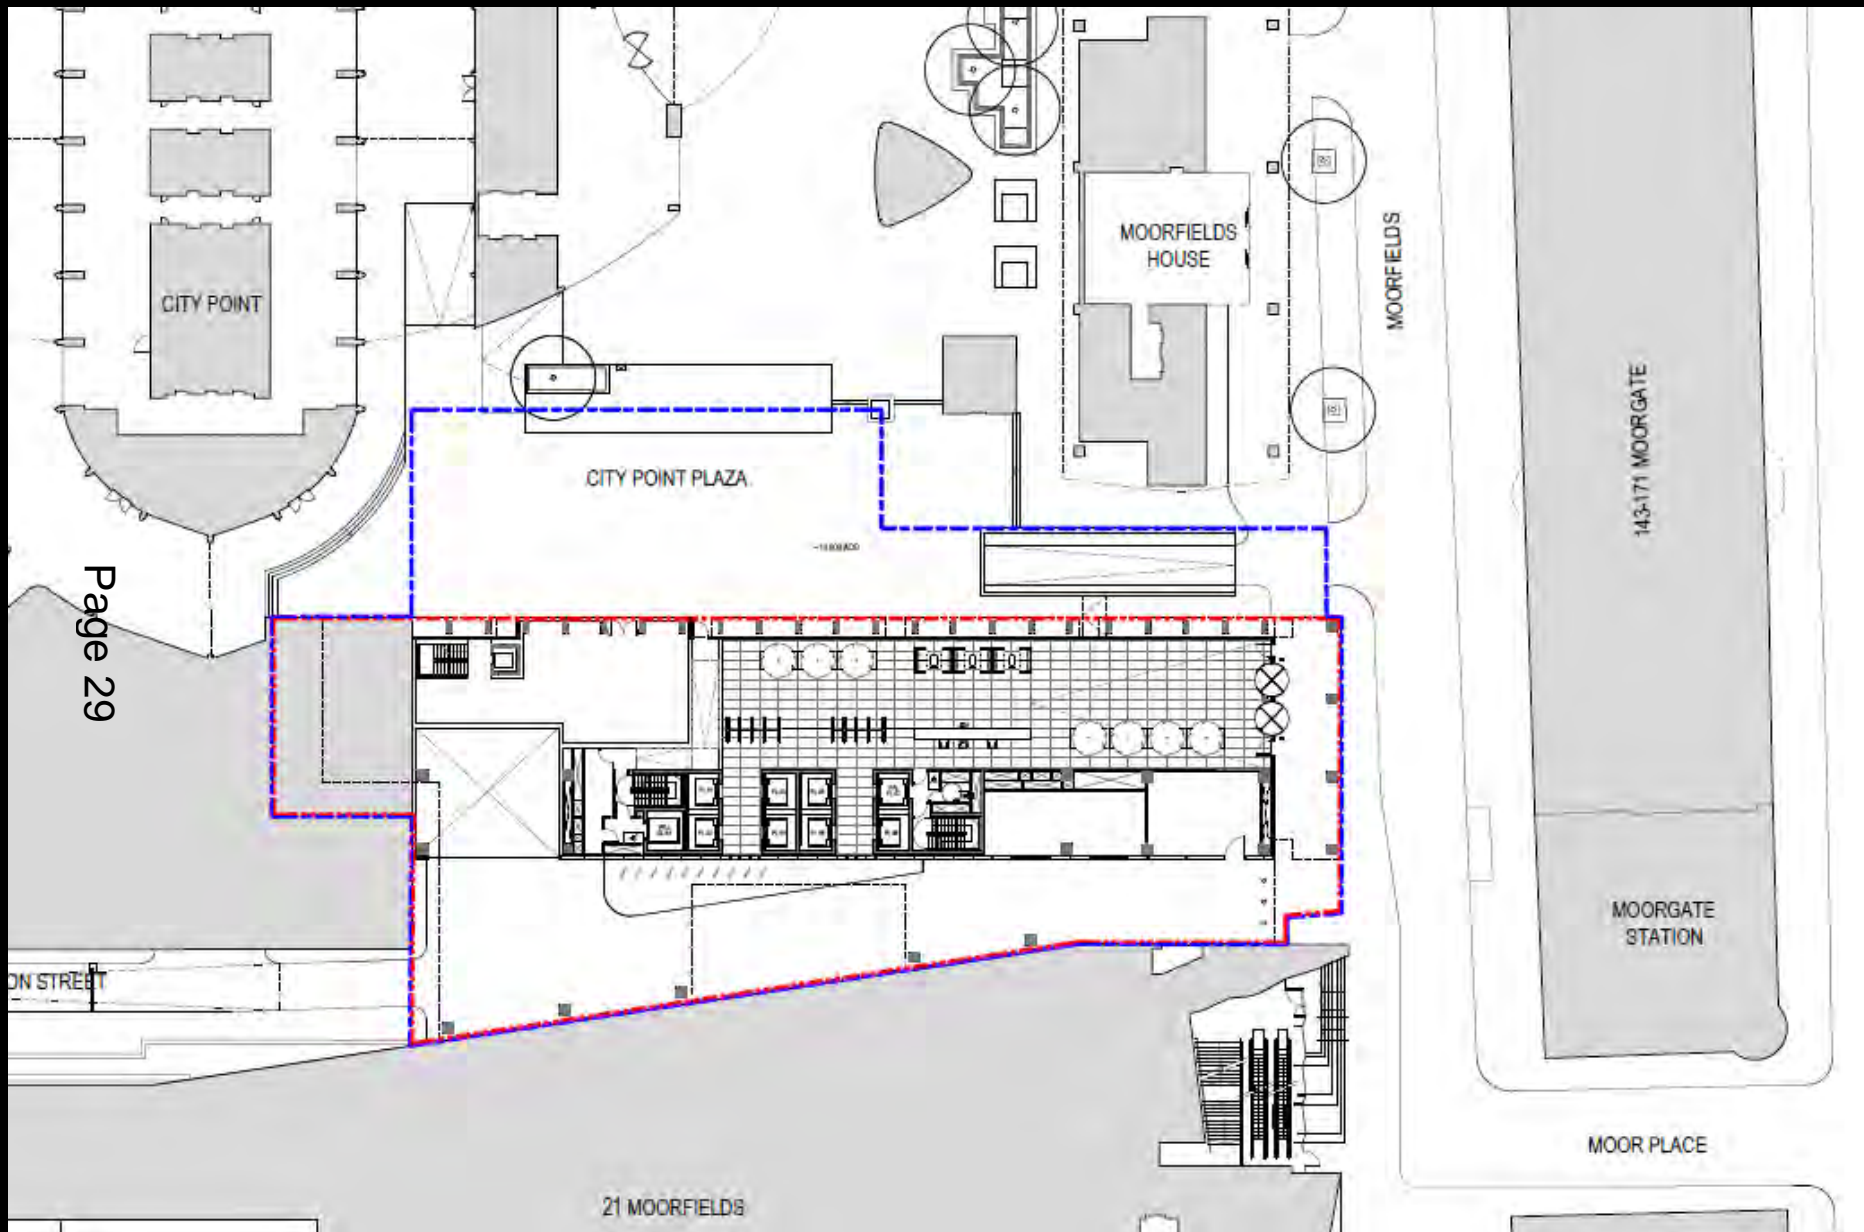 CITY POINT
MOORFIELDS
HOUSE
MOORFIELDS
143-171 MOORGATE
CITY POINT PLAZA
Page 29
MOORGATE
STATION
ON STREET
MOOR PLACE
21 MOORFIELDS